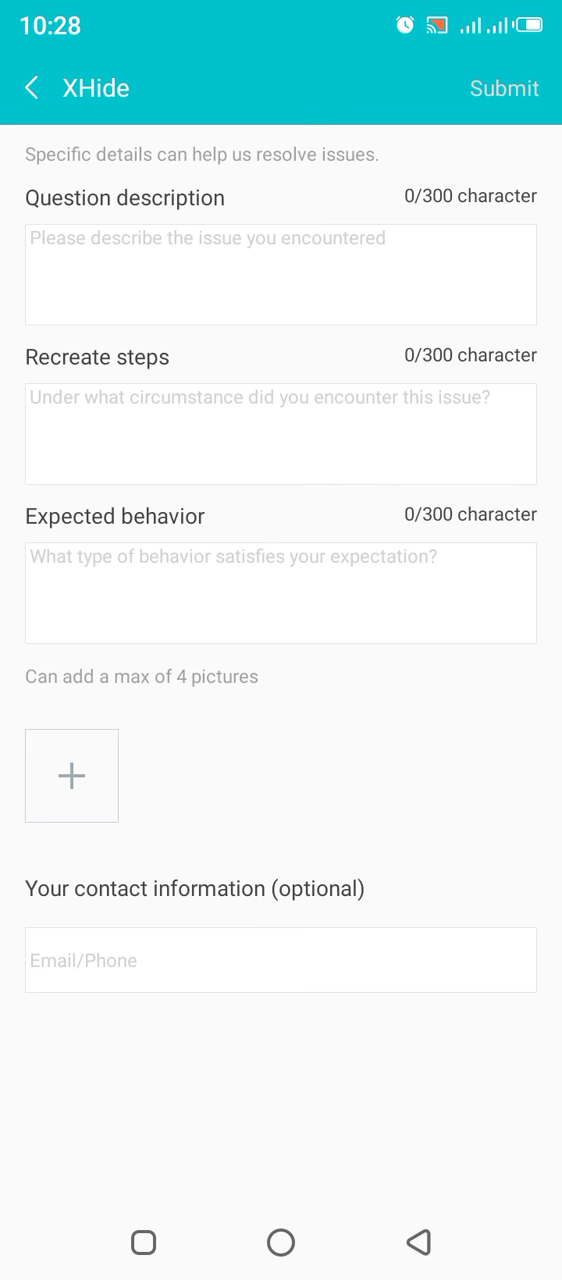 10:28
XHide
Submit
Specific details can help us resolve issues.
Question description
0/300 character
Please describe the issue you encountered
Recreate steps
0/300 character
Under what circumstance did you encounter this issue?
Expected behavior
0/300 character
What type of behavior satisfies your expectation?
Can add a max of 4 pictures
Your contact information (optional)
Email/Phone